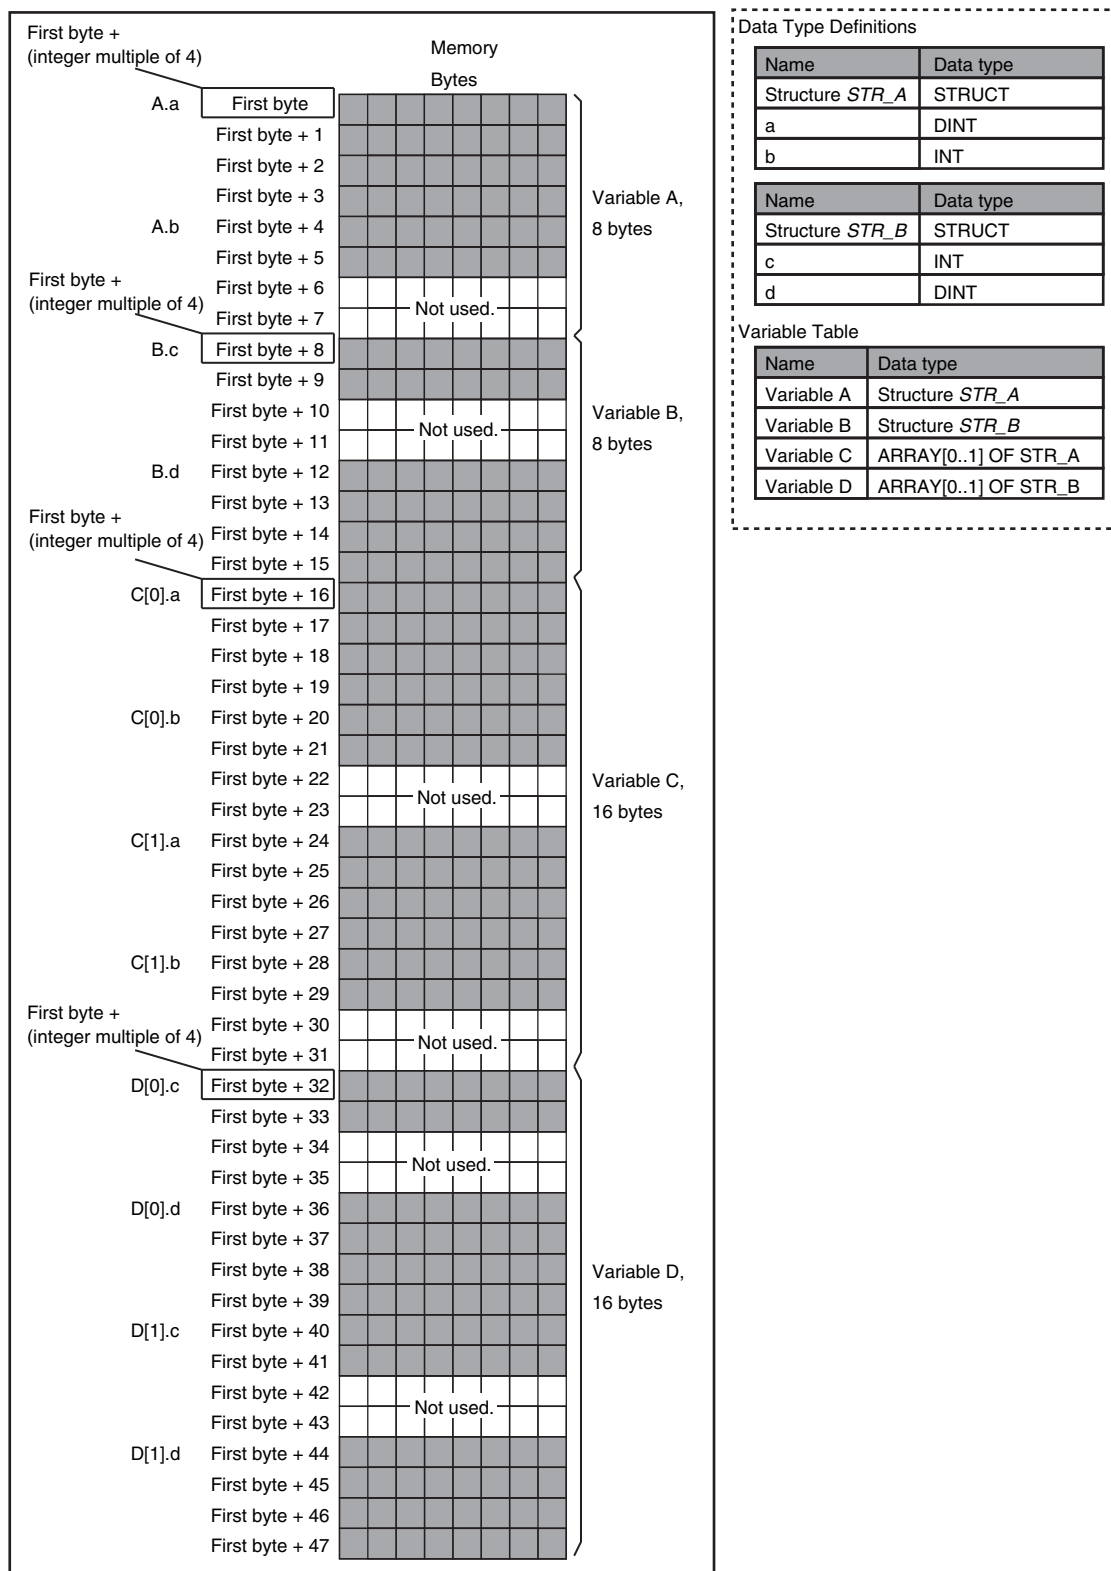 First byte +
(integer multiple of 4)
Memory
Bytes
A.a First byte
First byte + 1
First byte + 2
First byte + 3
A.b First byte + 4
First byte + 5
First byte +
(integer multiple of 4)
First byte + 6
First byte + 7
Not used.
Variable A,
8 bytes
B.c First byte + 8
First byte + 9
First byte + 10
First byte + 11
Not used.
B.d First byte + 12
First byte + 13
First byte + 14
First byte + 15
Variable B,
8 bytes
First byte +
(integer multiple of 4)
C[0].a First byte + 16
First byte + 17
First byte + 18
First byte + 19
C[0].b First byte + 20
First byte + 21
First byte + 22
First byte + 23
Not used.
C[1].a First byte + 24
First byte + 25
First byte + 26
First byte + 27
C[1].b First byte + 28
First byte + 29
First byte + 30
First byte + 31
Not used.
Variable C,
16 bytes
First byte +
(integer multiple of 4)
D[0].c First byte + 32
First byte + 33
First byte + 34
First byte + 35
Not used.
D[0].d First byte + 36
First byte + 37
First byte + 38
First byte + 39
D[1].c First byte + 40
First byte + 41
First byte + 42
First byte + 43
Not used.
D[1].d First byte + 44
First byte + 45
First byte + 46
First byte + 47
Variable D,
16 bytes
Data Type Definitions
Name Data type
Structure STR_A STRUCT
a DINT
b INT
Name Data type
Structure STR_B STRUCT
c INT
d DINT
Variable Table
Name Data type
Variable A Structure STR_A
Variable B Structure STR_B
Variable C ARRAY[0..1] OF STR_A
Variable D ARRAY[0..1] OF STR_B